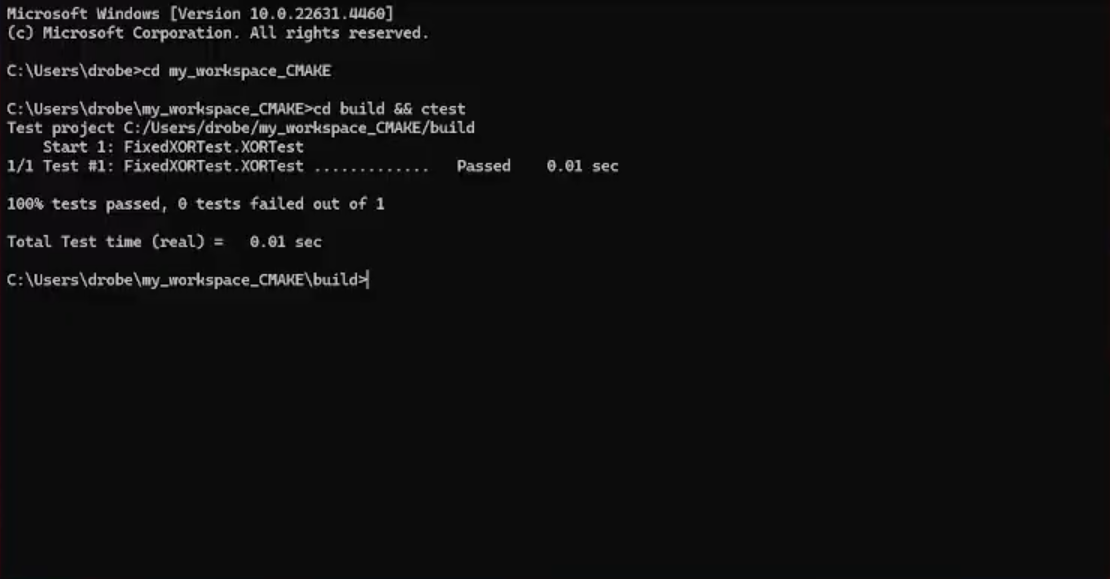 Microsoft Windows [Version 10.0.22631.4460]
(c) Microsoft Corporation. All rights reserved.
C:\Users\drobe>cd my_workspace_CMAKE
C:\Users\drobe\my_workspace_CMAKE>cd build && ctest
Test project C:/Users/drobe/my_workspace_CMAKE/build
    Start 1: FixedXORTest.XORTest
1/1 Test #1: FixedXORTest.XORTest .............   Passed    0.01 sec
100% tests passed, 0 tests failed out of 1
Total Test time (real) =   0.01 sec
C:\Users\drobe\my_workspace_CMAKE\build>